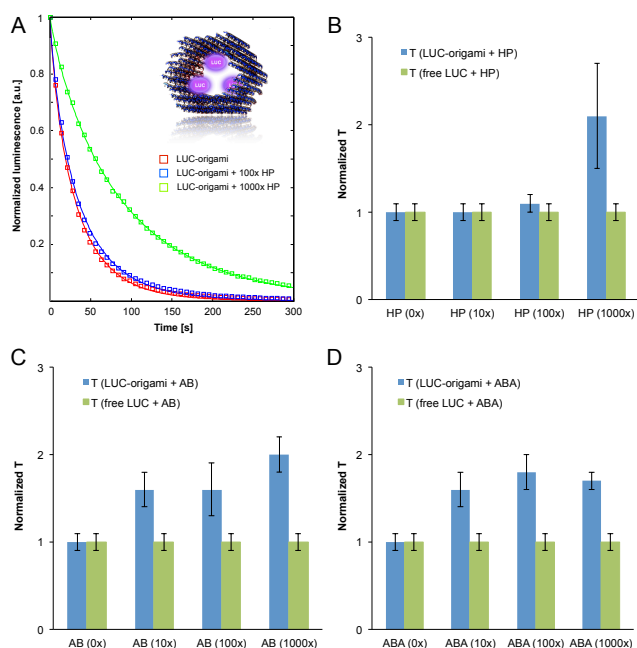 A
Normalized luminescence [a.u.]
1
0.8
0.6
0.4
0.2
LUC
LUC
LUC-origami
LUC-origami + 100x HP
LUC-origami + 1000x HP
0 50 100 150 200 250 300
Time [s]
B
Normalized T
3
2
1
0
T (LUC-origami + HP)
T (free LUC + HP)
HP (0x) HP (10x) HP (100x) HP (1000x)
C
Normalized T
3
2
1
0
T (LUC-origami + AB)
T (free LUC + AB)
AB (0x) AB (10x) AB (100x) AB (1000x)
D
Normalized T
3
2
1
0
T (LUC-origami + ABA)
T (free LUC + ABA)
ABA (0x) ABA (10x) ABA (100x) ABA (1000x)